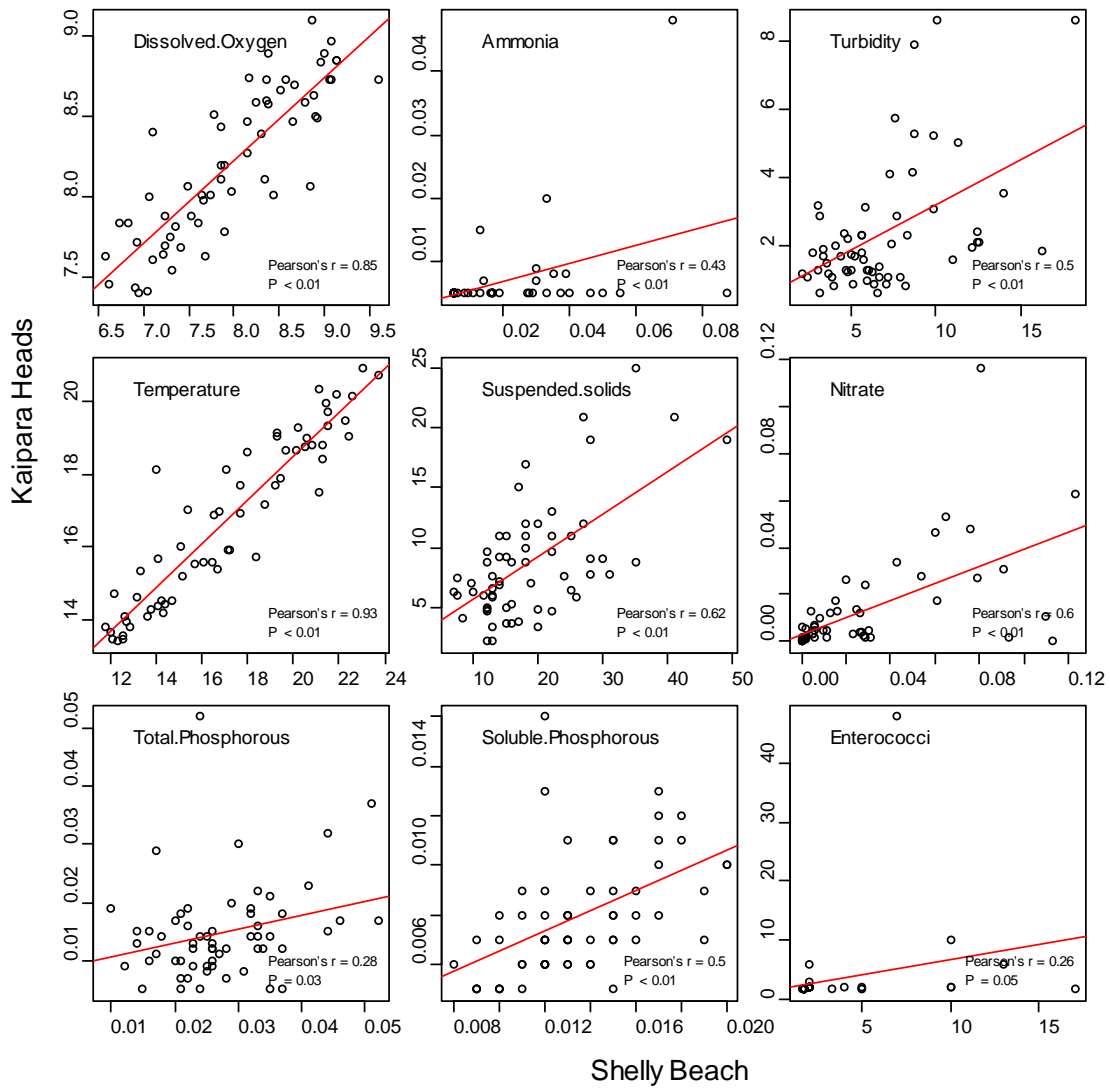 Kaipara Heads
Dissolved.Oxygen
9.0
8.5
8.0
7.5
Pearson's r = 0.85
P < 0.01
6.5 7.0 7.5 8.0 8.5 9.0 9.5
Ammonia
0.04
0.03
0.02
0.01
Pearson's r = 0.43
P < 0.01
0.02 0.04 0.06 0.08
Turbidity
8
6
4
2
Pearson's r = 0.5
P < 0.01
5 10 15
Temperature
20
18
16
14
Pearson's r = 0.93
P < 0.01
12 14 16 18 20 22 24
Suspended.solids
25
20
15
10
5
Pearson's r = 0.62
P < 0.01
10 20 30 40 50
Nitrate
0.12
0.08
0.04
0.00
Pearson's r = 0.6
P < 0.01
0.00 0.04 0.08 0.12
Total.Phosphorous
0.05
0.04
0.03
0.02
0.01
Pearson's r = 0.28
P = 0.03
0.01 0.02 0.03 0.04 0.05
Soluble.Phosphorous
0.014
0.010
0.006
Pearson's r = 0.5
P < 0.01
0.008 0.012 0.016 0.020
Enterococci
40
30
20
10
0
Pearson's r = 0.26
P = 0.05
5 10 15
Shelly Beach